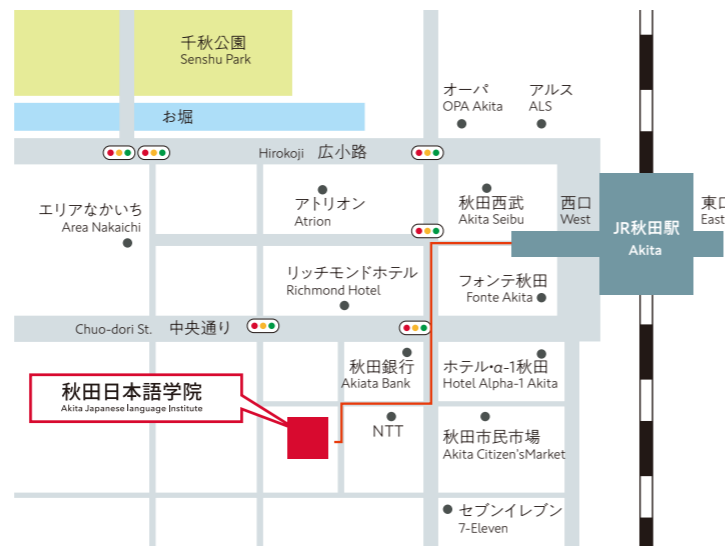 千秋公園
Senshu Park
お堀
オーパ
OPA Akita
アルス
ALS
Hirokoji 広小路
エリアなかいち
Area Nakaichi
アトリオン
Atrion
秋田西武
Akita Seibu
西口
West
JR秋田駅
Akita
東口
East
リッチモンドホテル
Richmond Hotel
フォンテ秋田
Fonte Akita
Chuo-dori St. 中央通り
秋田銀行
Akiata Bank
ホテル・α-1秋田
Hotel Alpha-1 Akita
秋田日本語学院
Akita Japanese language Institute
NTT
秋田市民市場
Akita Citizen'sMarket
セブンイレブン
7-Eleven